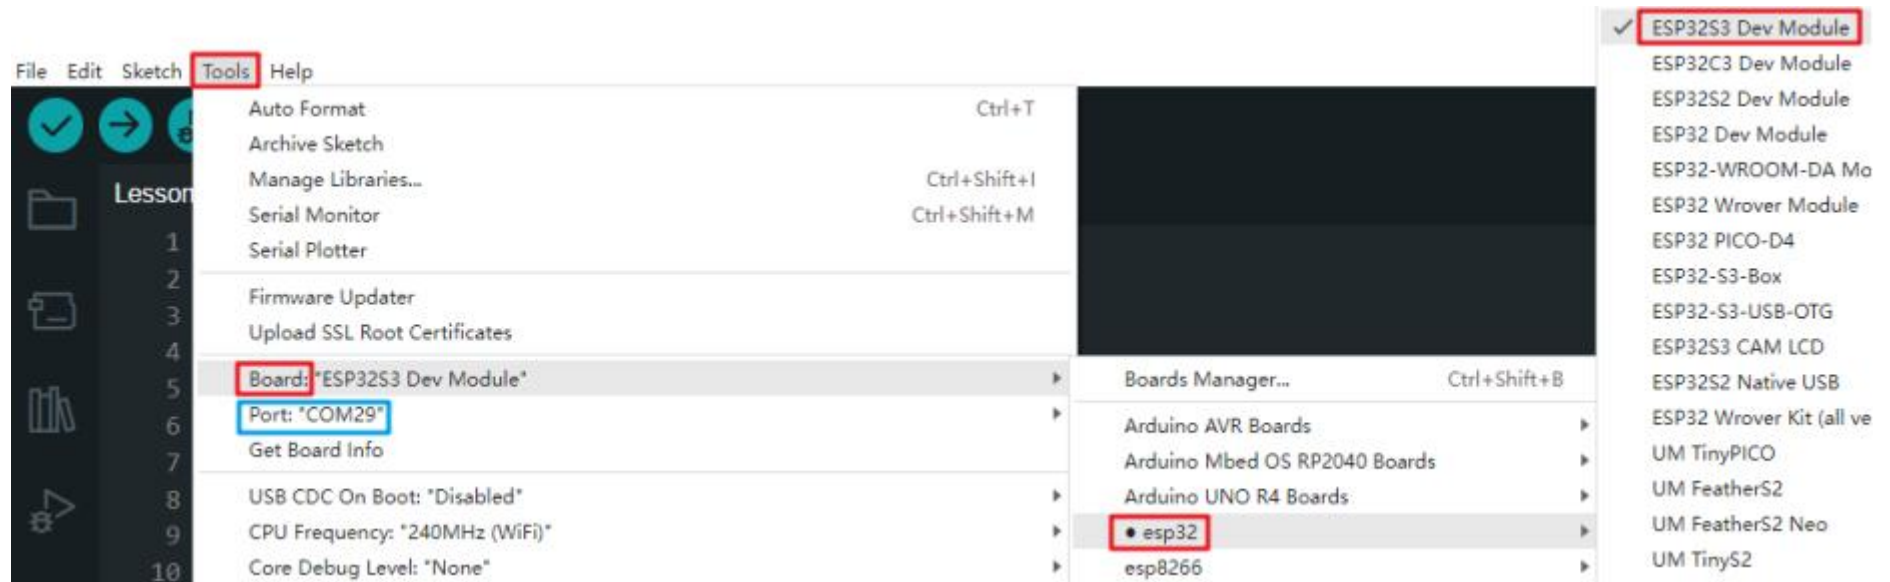 File Edit Sketch Tools Help
Lesson
1
2
3
4
5
6
7
8
9
10
Auto Format Ctrl+T
Archive Sketch
Manage Libraries... Ctrl+Shift+I
Serial Monitor Ctrl+Shift+M
Serial Plotter
Firmware Updater
Upload SSL Root Certificates
Board: "ESP32S3 Dev Module"
Port: "COM29"
Get Board Info
USB CDC On Boot: "Disabled"
CPU Frequency: "240MHz (WiFi)"
Core Debug Level: "None"
Boards Manager... Ctrl+Shift+B
Arduino AVR Boards
Arduino Mbed OS RP2040 Boards
Arduino UNO R4 Boards
• esp32
esp8266
✓ ESP32S3 Dev Module
ESP32C3 Dev Module
ESP32S2 Dev Module
ESP32 Dev Module
ESP32-WROOM-DA Mo
ESP32 Wrover Module
ESP32 PICO-D4
ESP32-S3-Box
ESP32-S3-USB-OTG
ESP32S3 CAM LCD
ESP32S2 Native USB
ESP32 Wrover Kit (all ve
UM TinyPICO
UM FeatherS2
UM FeatherS2 Neo
UM TinyS2